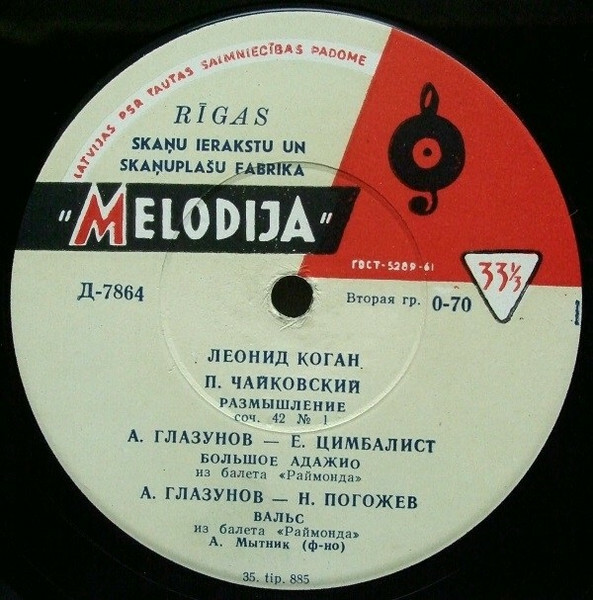 LATVIJAS PSR TAUTAS SAIMNIECĪBAS PADOME
RĪGAS
SKAŅU IERAKSTU UN
SKAŅUPLAŠU FABRIKA
"MELODIJA"
ГОСТ-5289-61
33⅓
Д-7864
Вторая гр. 0-70
ЛЕОНИД КОГАН
П. ЧАЙКОВСКИЙ
РАЗМЫШЛЕНИЕ
соч. 42 № 1
А. ГЛАЗУНОВ — Е. ЦИМБАЛИСТ
БОЛЬШОЕ АДАЖИО
из балета «Раймонда»
А. ГЛАЗУНОВ — Н. ПОГОЖЕВ
ВАЛЬС
из балета «Раймонда»
А. Мытник (ф-но)
35. tip. 885